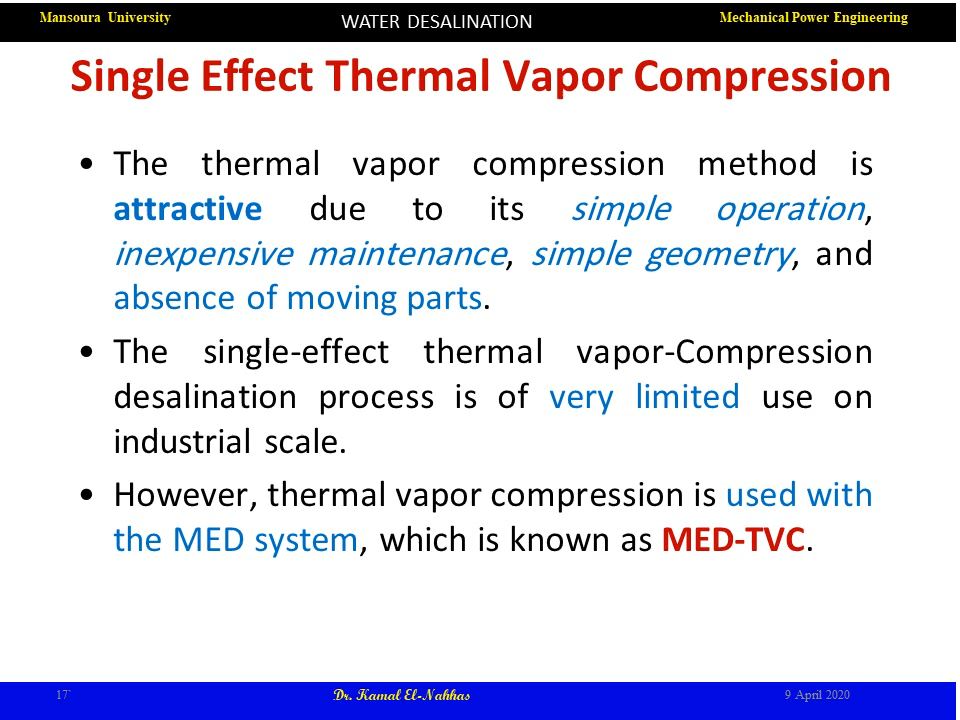 Mansoura University
WATER DESALINATION
Mechanical Power Engineering
Single Effect Thermal Vapor Compression
• The thermal vapor compression method is
attractive due to its simple operation,
inexpensive maintenance, simple geometry, and
absence of moving parts.
• The single-effect thermal vapor-Compression
desalination process is of very limited use on
industrial scale.
• However, thermal vapor compression is used with
the MED system, which is known as MED-TVC.
17`
Dr. Kamal El-Nahhas
9 April 2020